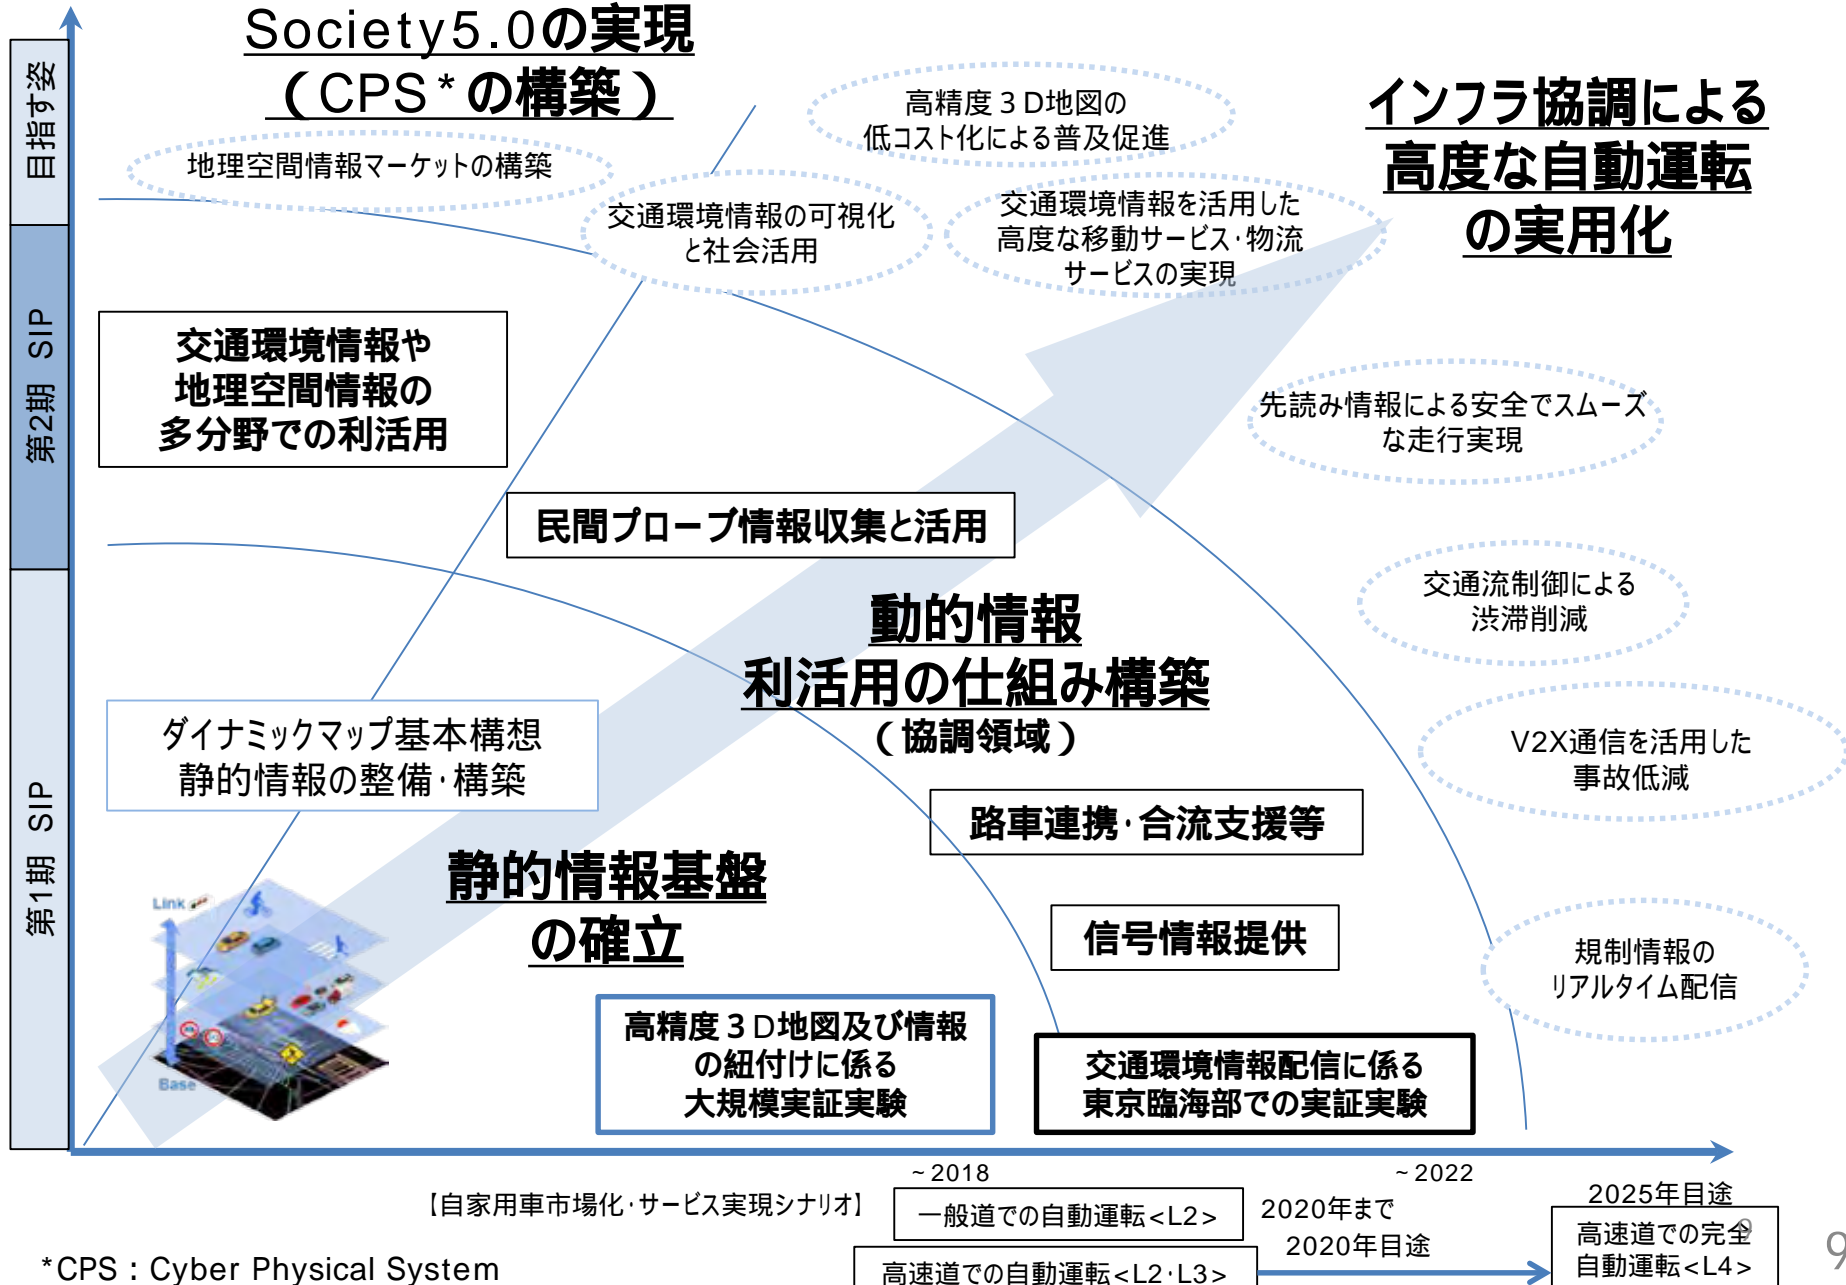 Society5.0の実現
（CPS*の構築）
目指す姿
第2期 SIP
第1期 SIP
地理空間情報マーケットの構築
高精度３D地図の
低コスト化による普及促進
インフラ協調による
高度な自動運転
の実用化
交通環境情報の可視化
と社会活用
交通環境情報を活用した
高度な移動サービス・物流
サービスの実現
交通環境情報や
地理空間情報の
多分野での利活用
先読み情報による安全でスムーズ
な走行実現
民間プローブ情報収集と活用
交通流制御による
渋滞削減
動的情報
利活用の仕組み構築
（協調領域）
ダイナミックマップ基本構想
静的情報の整備・構築
V2X通信を活用した
事故低減
路車連携・合流支援等
静的情報基盤
の確立
信号情報提供
規制情報の
リアルタイム配信
Link
Base
高精度３D地図及び情報
の紐付けに係る
大規模実証実験
交通環境情報配信に係る
東京臨海部での実証実験
~2018
~2022
【自家用車市場化・サービス実現シナリオ】
一般道での自動運転<L2>
2020年まで
2025年目途
高速道での自動運転<L2・L3>
2020年目途
高速道での完全
自動運転<L4>
9
9
*CPS：Cyber Physical System